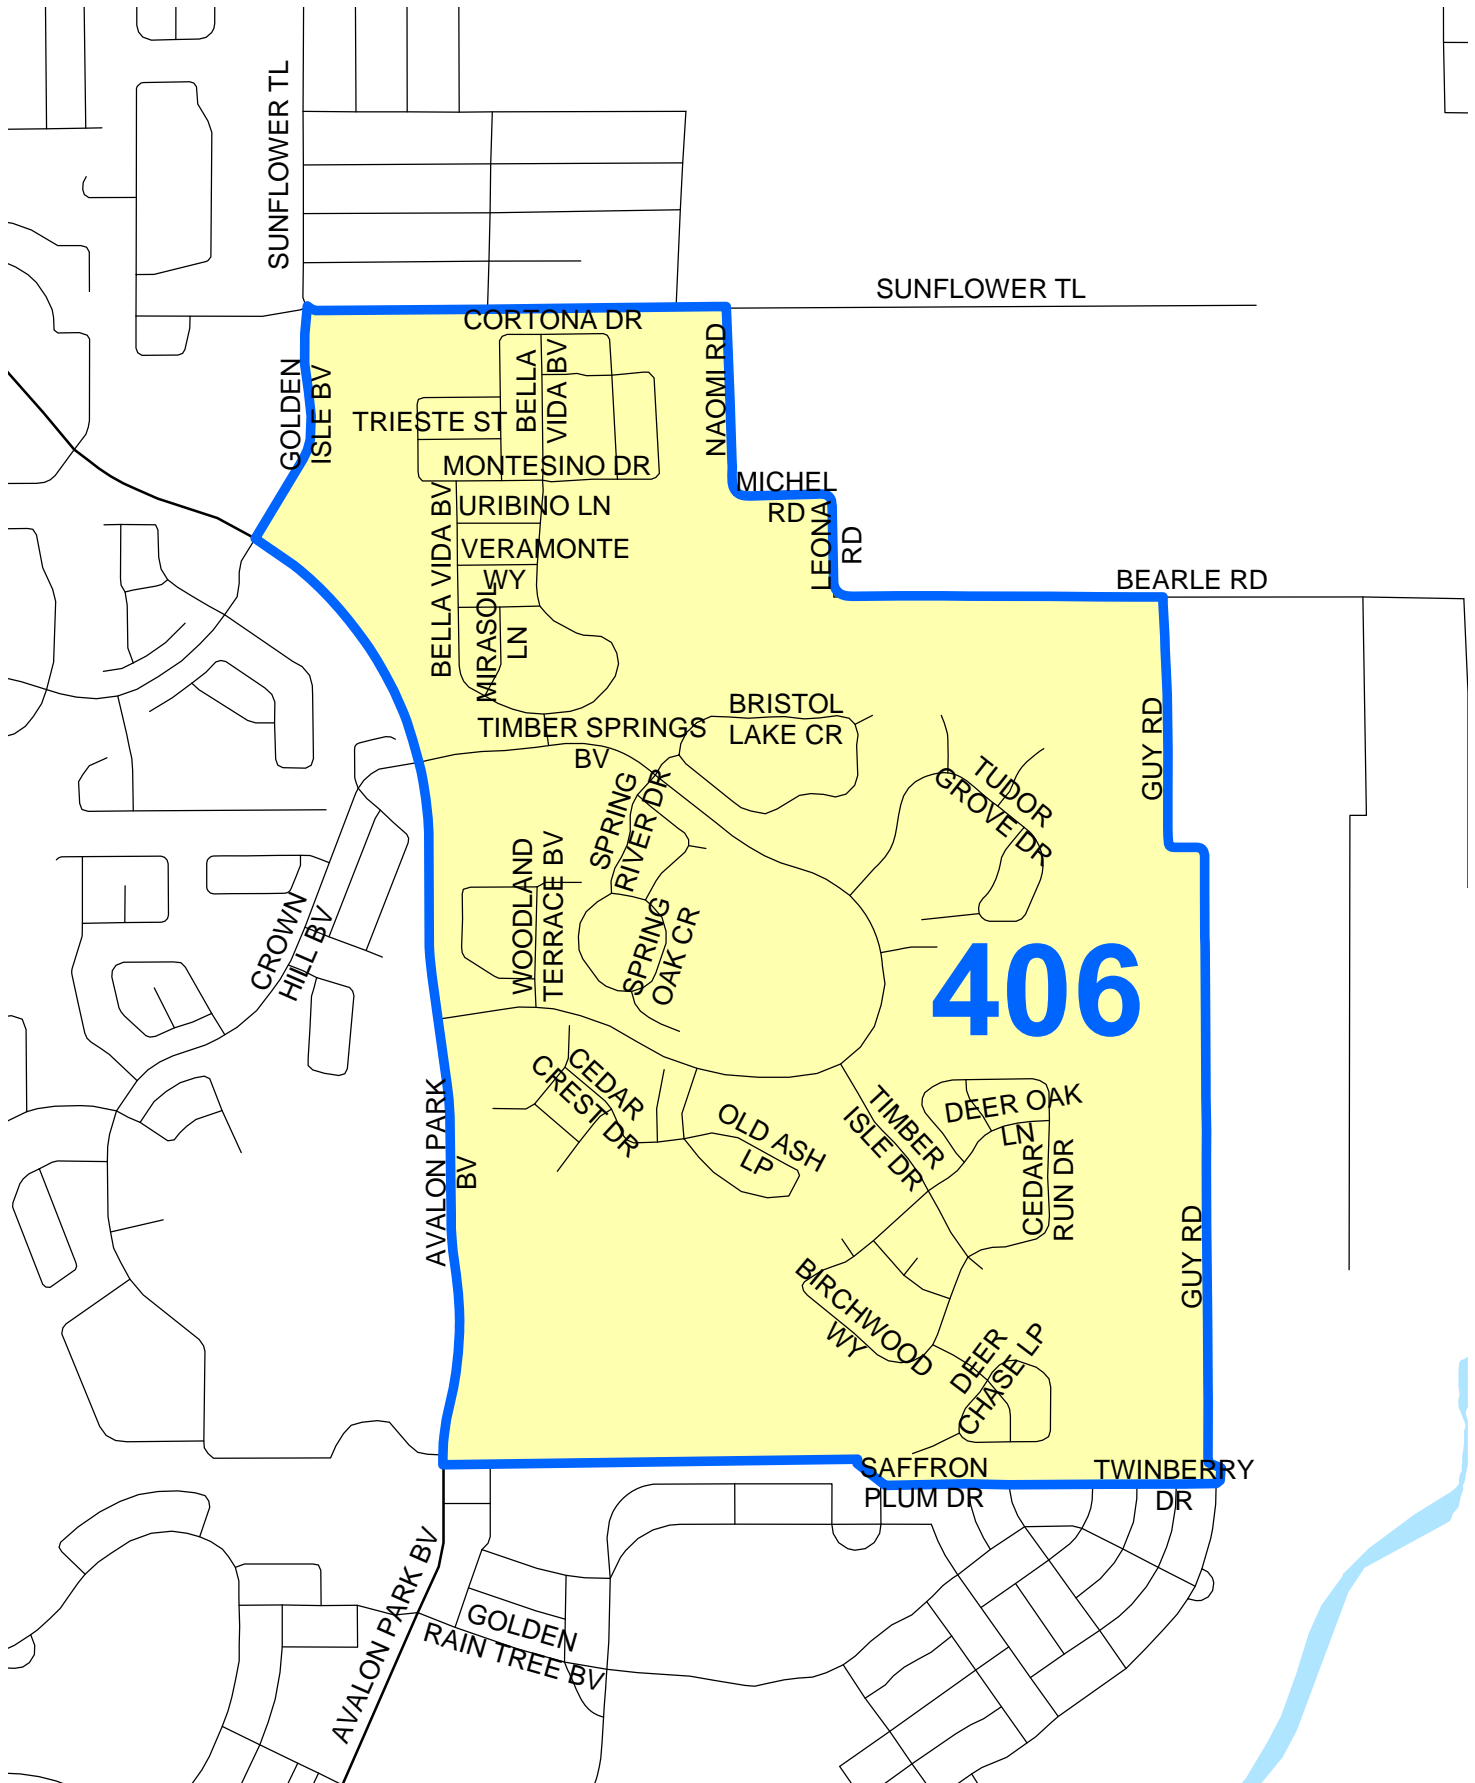 SUNFLOWER TL
SUNFLOWER TL
CORTONA DR
GOLDEN
ISLE BV
BELLA
VIDA BV
NAOMI RD
TRIESTE ST
MONTESINO DR
MICHEL
RD
BELLA VIDA BV
URIBINO LN
LEONA
RD
VERAMONTE
WY
BEARLE RD
MIRASOL
LN
BRISTOL
LAKE CR
TIMBER SPRINGS
BV
GUY RD
TUDOR
GROVE DR
SPRING
RIVER DR
WOODLAND
TERRACE BV
CROWN
HILL BV
SPRING
OAK CR
406
CEDAR
CREST DR
AVALON PARK
BV
OLD ASH
LP
TIMBER
ISLE DR
DEER OAK
LN
CEDAR
RUN DR
GUY RD
BIRCHWOOD
WY
DEER
CHASE LP
SAFFRON
PLUM DR
TWINBERRY
DR
AVALON PARK BV
GOLDEN
RAIN TREE BV